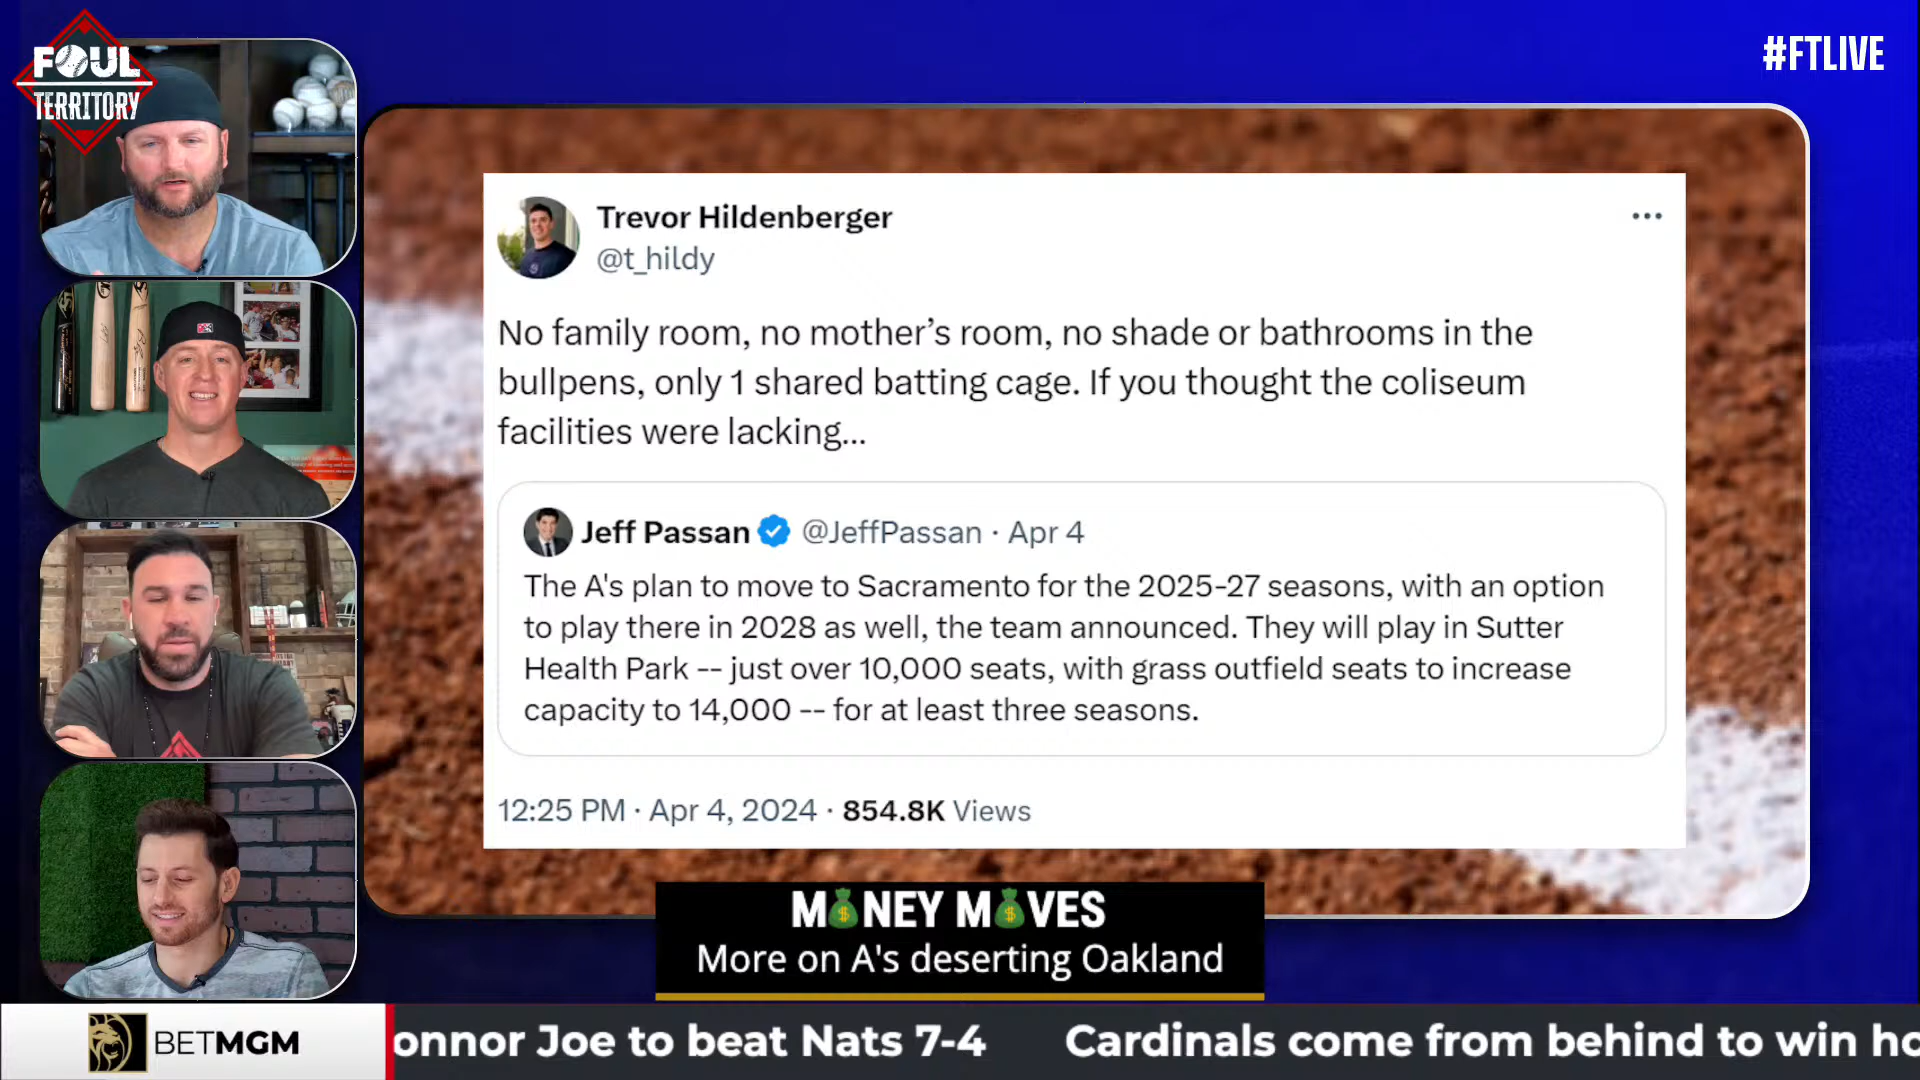 FOUL
TERRITORY
#FTLIVE
Trevor Hildenberger
@t_hildy
No family room, no mother’s room, no shade or bathrooms in the
bullpens, only 1 shared batting cage. If you thought the coliseum
facilities were lacking...
Jeff Passan @JeffPassan · Apr 4
The A's plan to move to Sacramento for the 2025-27 seasons, with an option
to play there in 2028 as well, the team announced. They will play in Sutter
Health Park -- just over 10,000 seats, with grass outfield seats to increase
capacity to 14,000 -- for at least three seasons.
12:25 PM · Apr 4, 2024 · 854.8K Views
M💰NEY M💰VES
More on A's deserting Oakland
BETMGM
onnor Joe to beat Nats 7-4
Cardinals come from behind to win ho